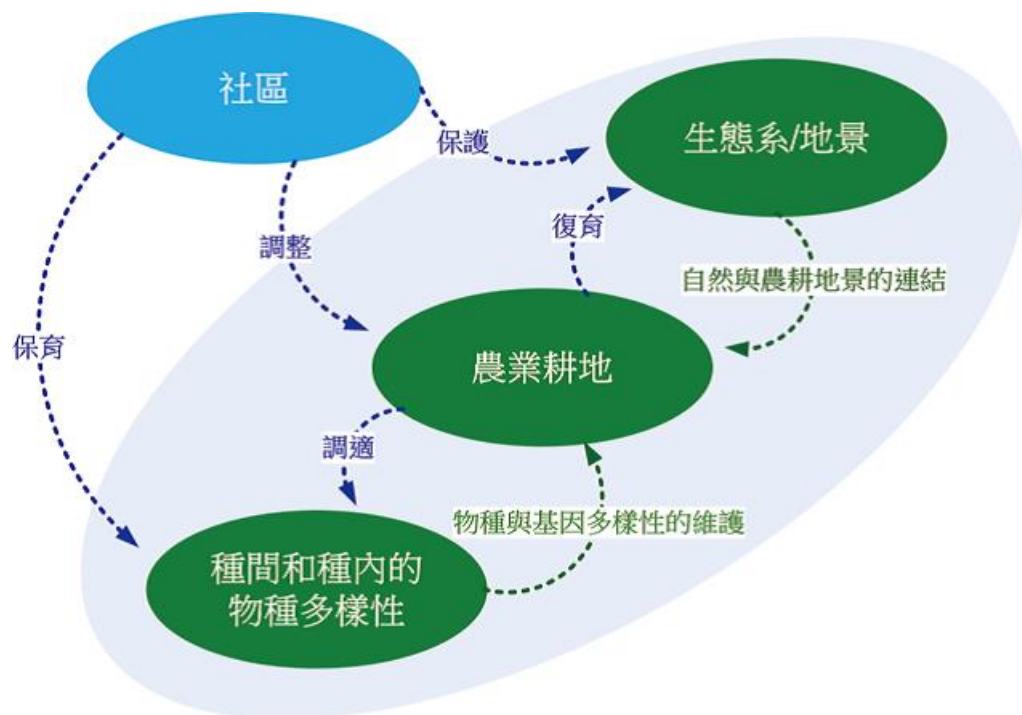 社區
生態系/地景
保護
復育
調整
自然與農耕地景的連結
保育
農業耕地
調適
物種與基因多樣性的維護
種間和種內的
物種多樣性